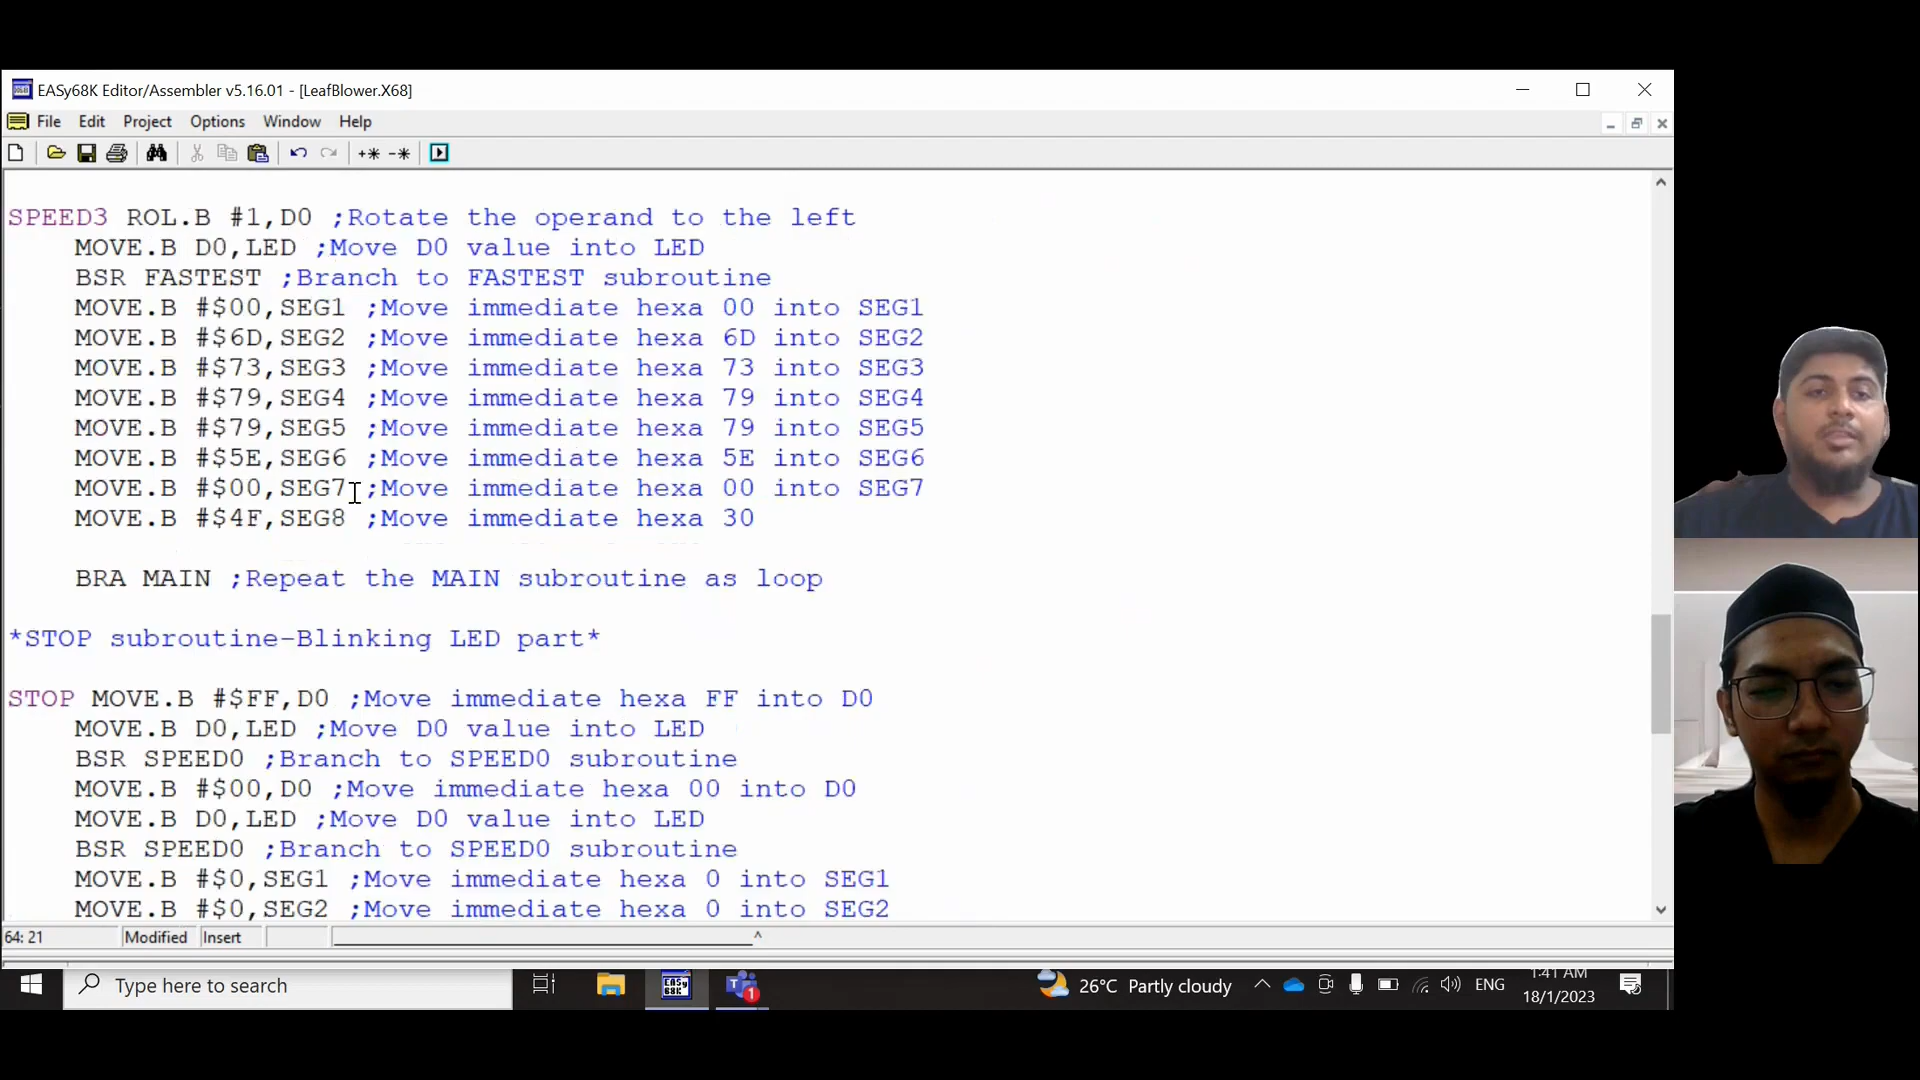 EASy68K Editor/Assembler v5.16.01 - [LeafBlower.X68]
File Edit Project Options Window Help
SPEED3 ROL.B #1,D0 ;Rotate the operand to the left
MOVE.B D0,LED ;Move D0 value into LED
BSR FASTEST ;Branch to FASTEST subroutine
MOVE.B #$00,SEG1 ;Move immediate hexa 00 into SEG1
MOVE.B #$6D,SEG2 ;Move immediate hexa 6D into SEG2
MOVE.B #$73,SEG3 ;Move immediate hexa 73 into SEG3
MOVE.B #$79,SEG4 ;Move immediate hexa 79 into SEG4
MOVE.B #$79,SEG5 ;Move immediate hexa 79 into SEG5
MOVE.B #$5E,SEG6 ;Move immediate hexa 5E into SEG6
MOVE.B #$00,SEG7 ;Move immediate hexa 00 into SEG7
MOVE.B #$4F,SEG8 ;Move immediate hexa 30
BRA MAIN ;Repeat the MAIN subroutine as loop
*STOP subroutine-Blinking LED part*
STOP MOVE.B #$FF,D0 ;Move immediate hexa FF into D0
MOVE.B D0,LED ;Move D0 value into LED
BSR SPEED0 ;Branch to SPEED0 subroutine
MOVE.B #$00,D0 ;Move immediate hexa 00 into D0
MOVE.B D0,LED ;Move D0 value into LED
BSR SPEED0 ;Branch to SPEED0 subroutine
MOVE.B #$0,SEG1 ;Move immediate hexa 0 into SEG1
MOVE.B #$0,SEG2 ;Move immediate hexa 0 into SEG2
64: 21 Modified Insert
Type here to search
EASy 68K
T 1
26°C Partly cloudy
ENG
1:41 AM
18/1/2023